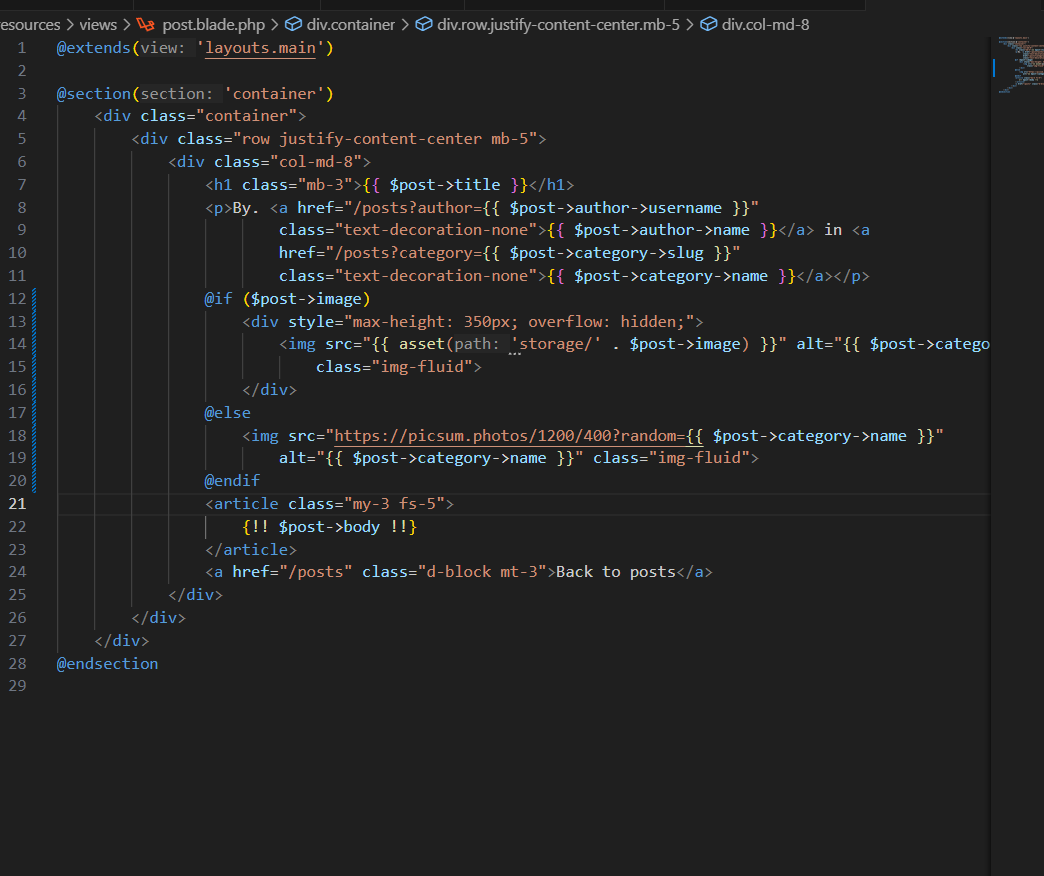 esources > views > post.blade.php > div.container > div.row.justify-content-center.mb-5 > div.col-md-8
1 @extends(view: 'layouts.main')
2
3 @section(section: 'container')
4 <div class="container">
5 <div class="row justify-content-center mb-5">
6 <div class="col-md-8">
7 <h1 class="mb-3">{{ $post->title }}</h1>
8 <p>By. <a href="/posts?author={{ $post->author->username }}"
9 class="text-decoration-none">{{ $post->author->name }}</a> in <a
10 href="/posts?category={{ $post->category->slug }}"
11 class="text-decoration-none">{{ $post->category->name }}</a></p>
12 @if ($post->image)
13 <div style="max-height: 350px; overflow: hidden;">
14 <img src="{{ asset(path: 'storage/' . $post->image) }}" alt="{{ $post->catego
15 class="img-fluid">
16 </div>
17 @else
18 <img src="https://picsum.photos/1200/400?random={{ $post->category->name }}"
19 alt="{{ $post->category->name }}" class="img-fluid">
20 @endif
21 <article class="my-3 fs-5">
22 {!! $post->body !!}
23 </article>
24 <a href="/posts" class="d-block mt-3">Back to posts</a>
25 </div>
26 </div>
27 </div>
28 @endsection
29